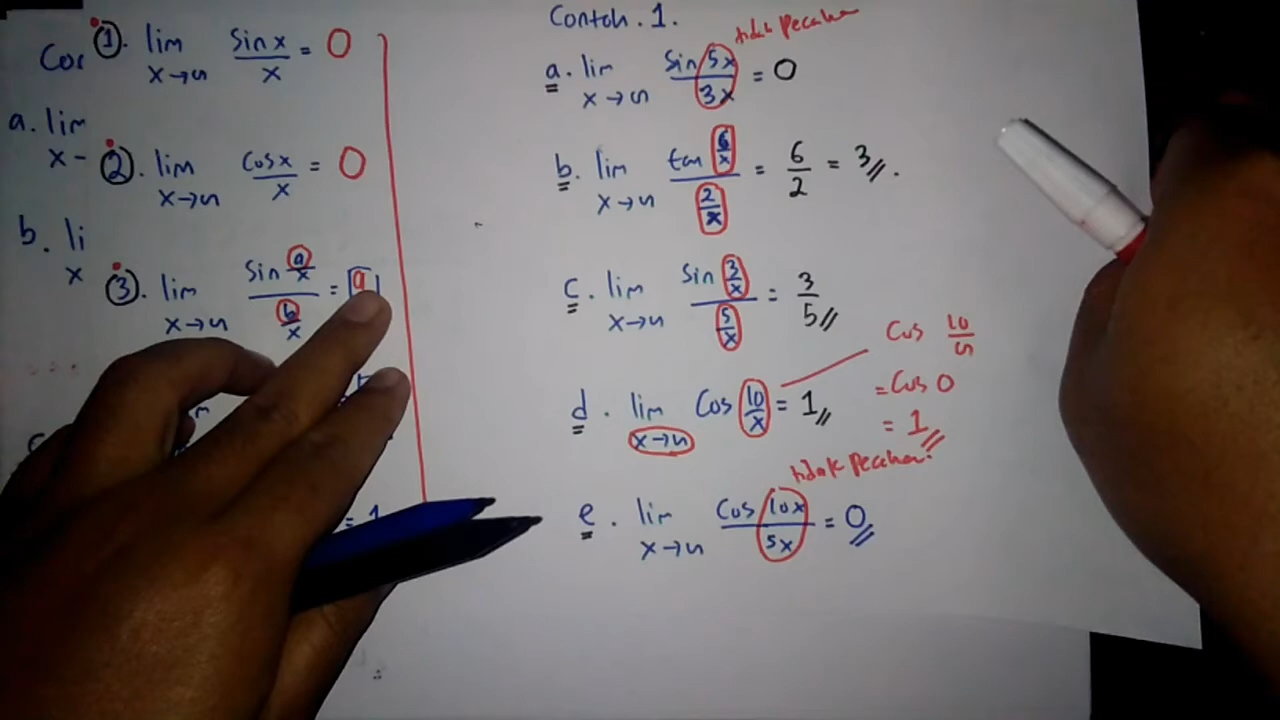 Cos
a. lim
x-
b. li
x
1. lim sin x / x = 0
x→∽
2. lim cos x / x = 0
x→∽
3. lim sin a/x / b/x = a
x→∽
= 1
Contoh. 1.
tidak pecahan
a. lim sin 5x / 3x = 0
x→∽
b. lim tan 6/x / 2/x = 6/2 = 3//.
x→∽
c. lim sin 3/x / 5/x = 3/5//
x→∽
d. lim cos 10/x = 1//
x→∽
Cos 10/∽
= Cos 0
= 1//
tidak pecahan.
e. lim cos 10x / 5x = 0//
x→∽